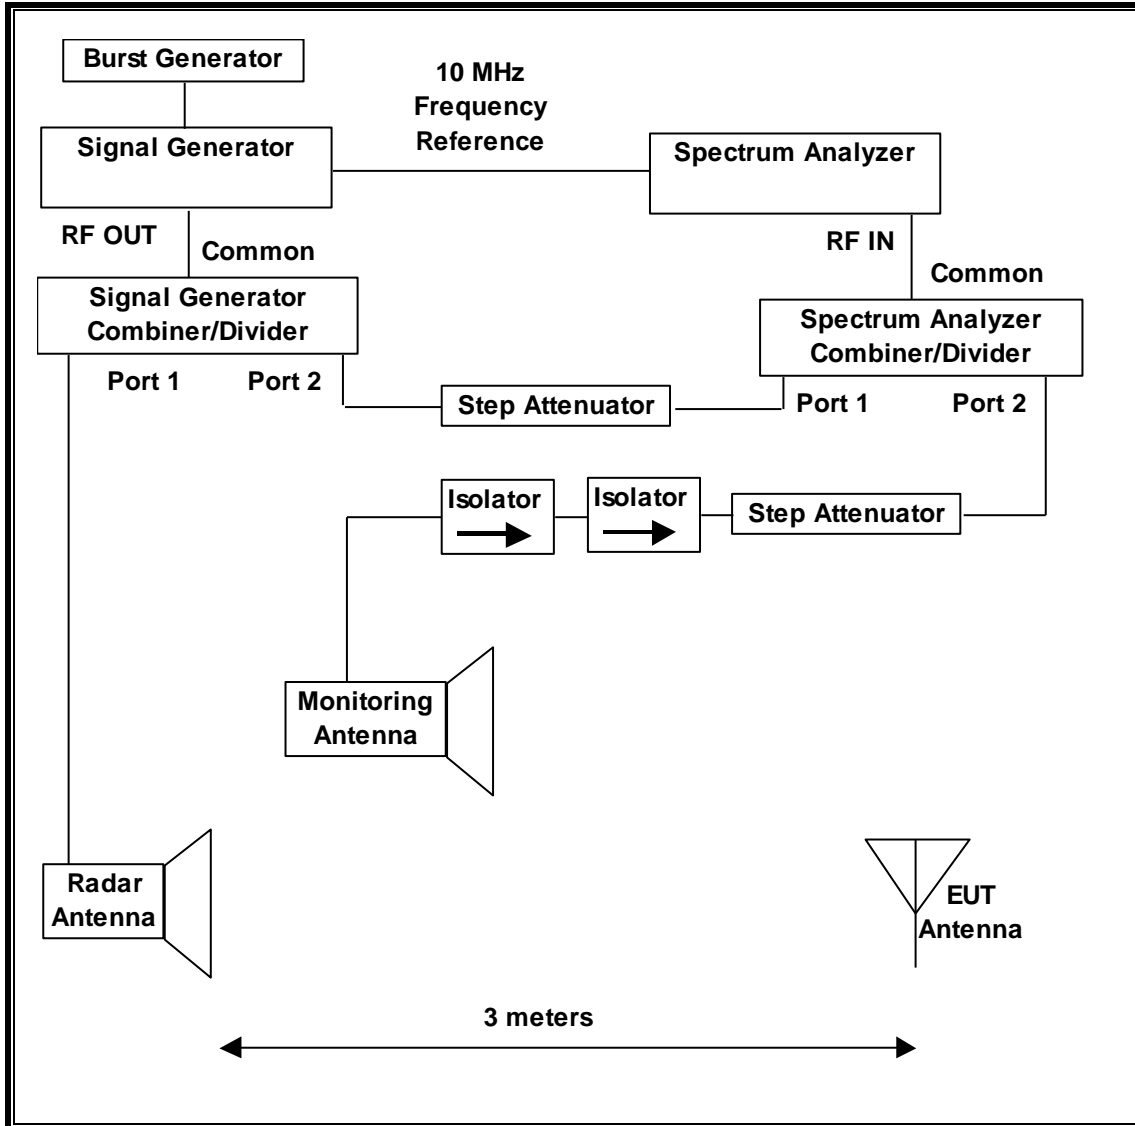 Burst Generator
10 MHz
Frequency
Reference
Signal Generator
Spectrum Analyzer
RF OUT
Common
RF IN
Common
Signal Generator
Combiner/Divider
Spectrum Analyzer
Combiner/Divider
Port 1
Port 2
Step Attenuator
Port 1
Port 2
Isolator
Isolator
Step Attenuator
Monitoring
Antenna
Radar
Antenna
EUT
Antenna
3 meters